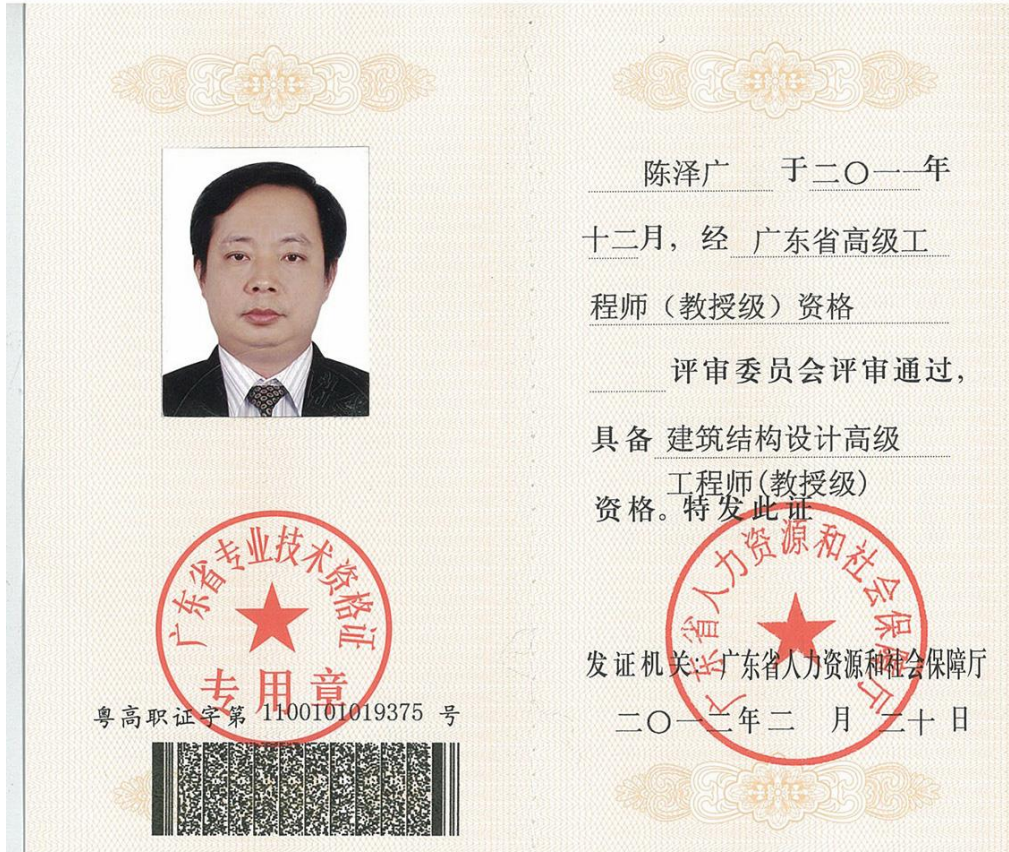 广东省专业技术资格证
专用章
粤高职证字第 1100101019375 号
陈泽广 于二〇一一年
十二月，经 广东省高级工
程师（教授级）资格
评审委员会评审通过，
具备 建筑结构设计高级
工程师(教授级)
资格。特发此证
广东省人力资源和社会保障厅
发证机关：广东省人力资源和社会保障厅
二〇一二年二 月 二十 日